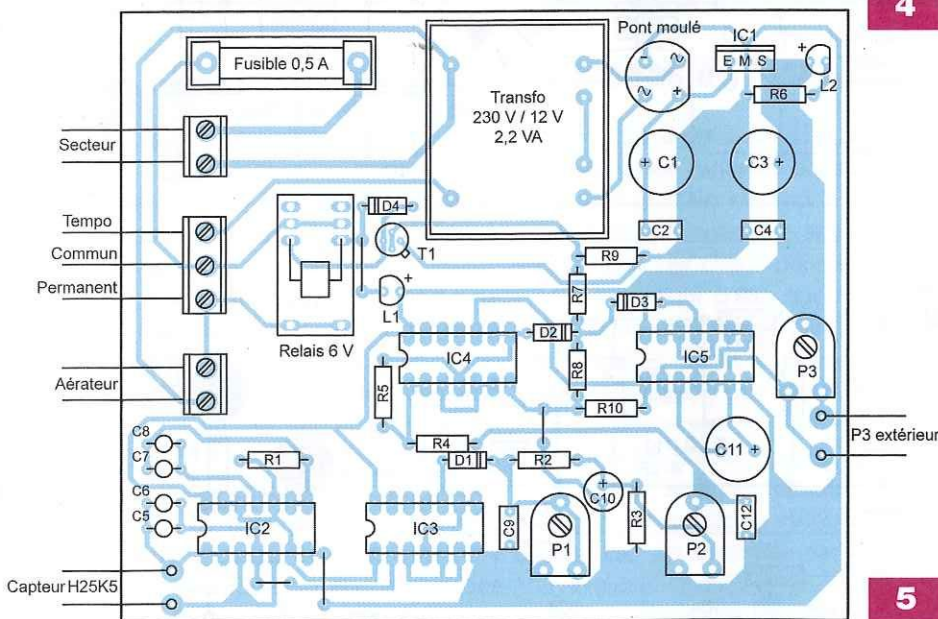 4
Pont moulé
IC1
E M S
+
L2
Fusible 0,5 A
Transfo
230 V / 12 V
2,2 VA
-
+
R6
Secteur
+ C1
C3 +
Tempo
Commun
Permanent
D4
T1
C2
C4
R9
+
L1
R7
D3
Relais 6 V
D2
IC4
IC5
P3
R8
R5
Aérateur
R10
P3 extérieur
C8
C7
R1
R4
D1
R2
C11 +
C6
C5
+
C10
IC2
IC3
C9
P1
R3
P2
C12
Capteur H25K5
5